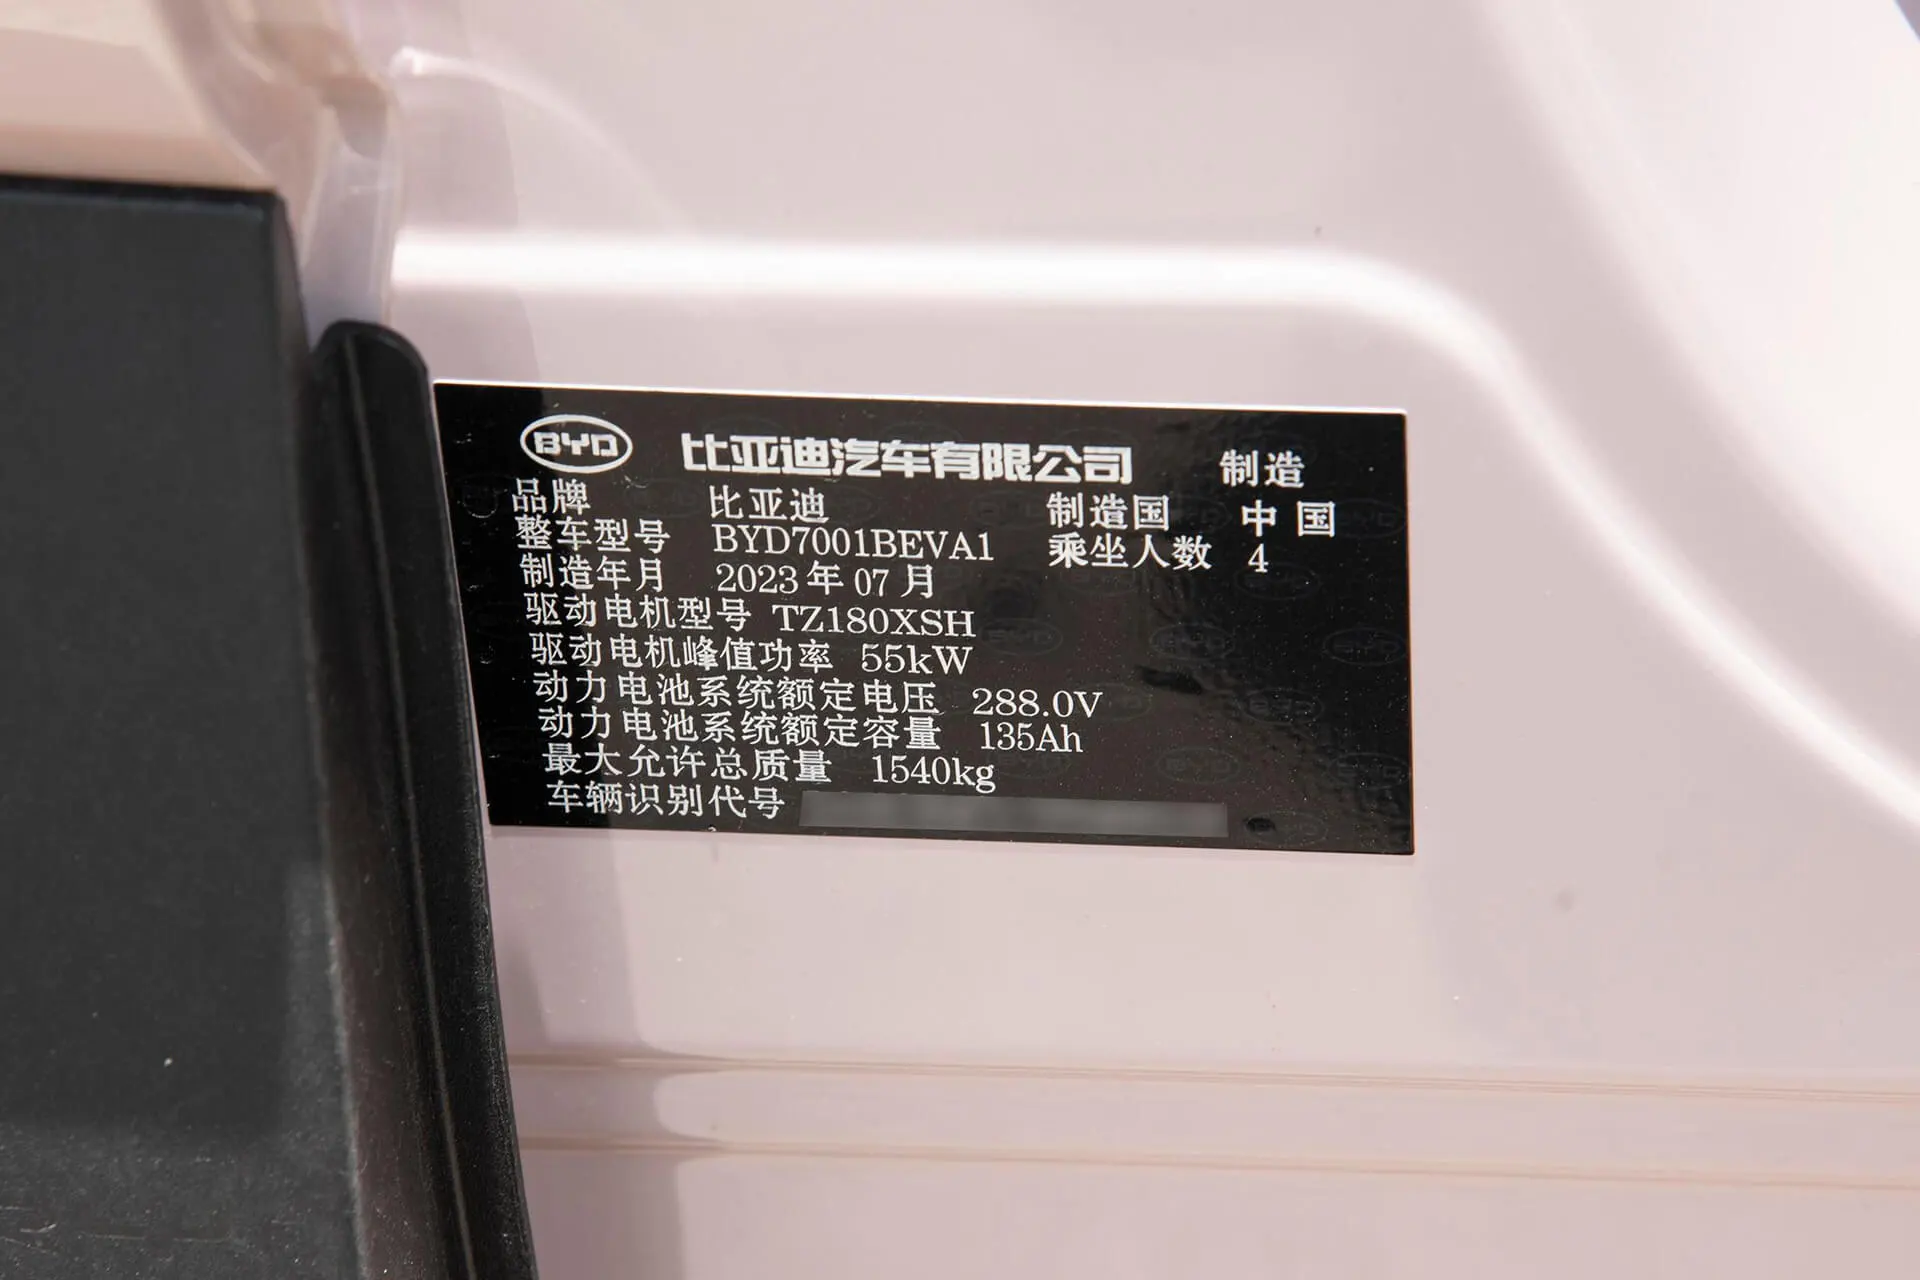 BYD 比亚迪汽车有限公司 制造
品牌 比亚迪 制造国 中国
整车型号 BYD7001BEVA1 乘坐人数 4
制造年月 2023年07月
驱动电机型号 TZ180XSH
驱动电机峰值功率 55kW
动力电池系统额定电压 288.0V
动力电池系统额定容量 135Ah
最大允许总质量 1540kg
车辆识别代号